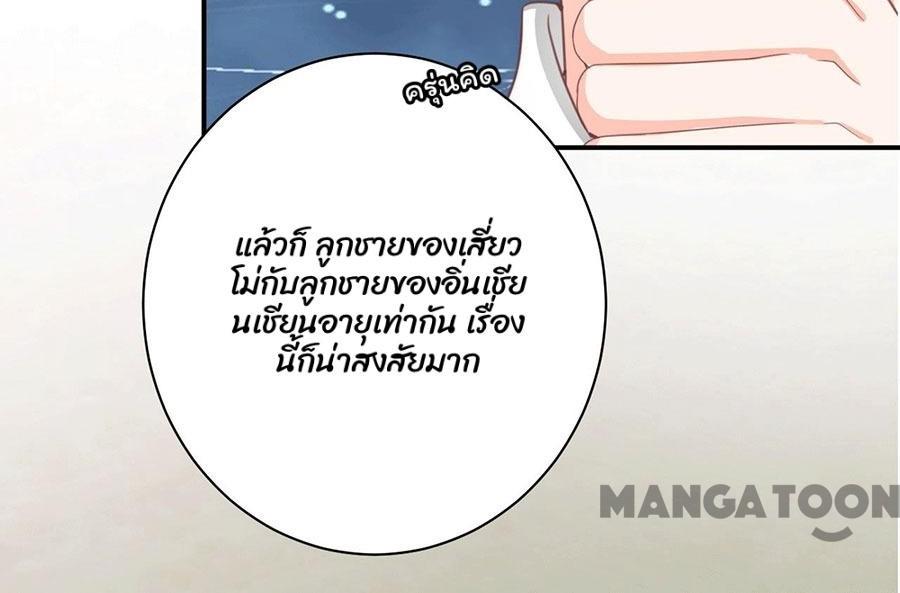 ครุ่นคิด
แล้วก็ ลูกชายของเสี่ยว
โม่กับลูกชายของอิ่นเชีย
นเชียนอายุเท่ากัน เรื่อง
นี้ก็น่าสงสัยมาก
MANGATOON